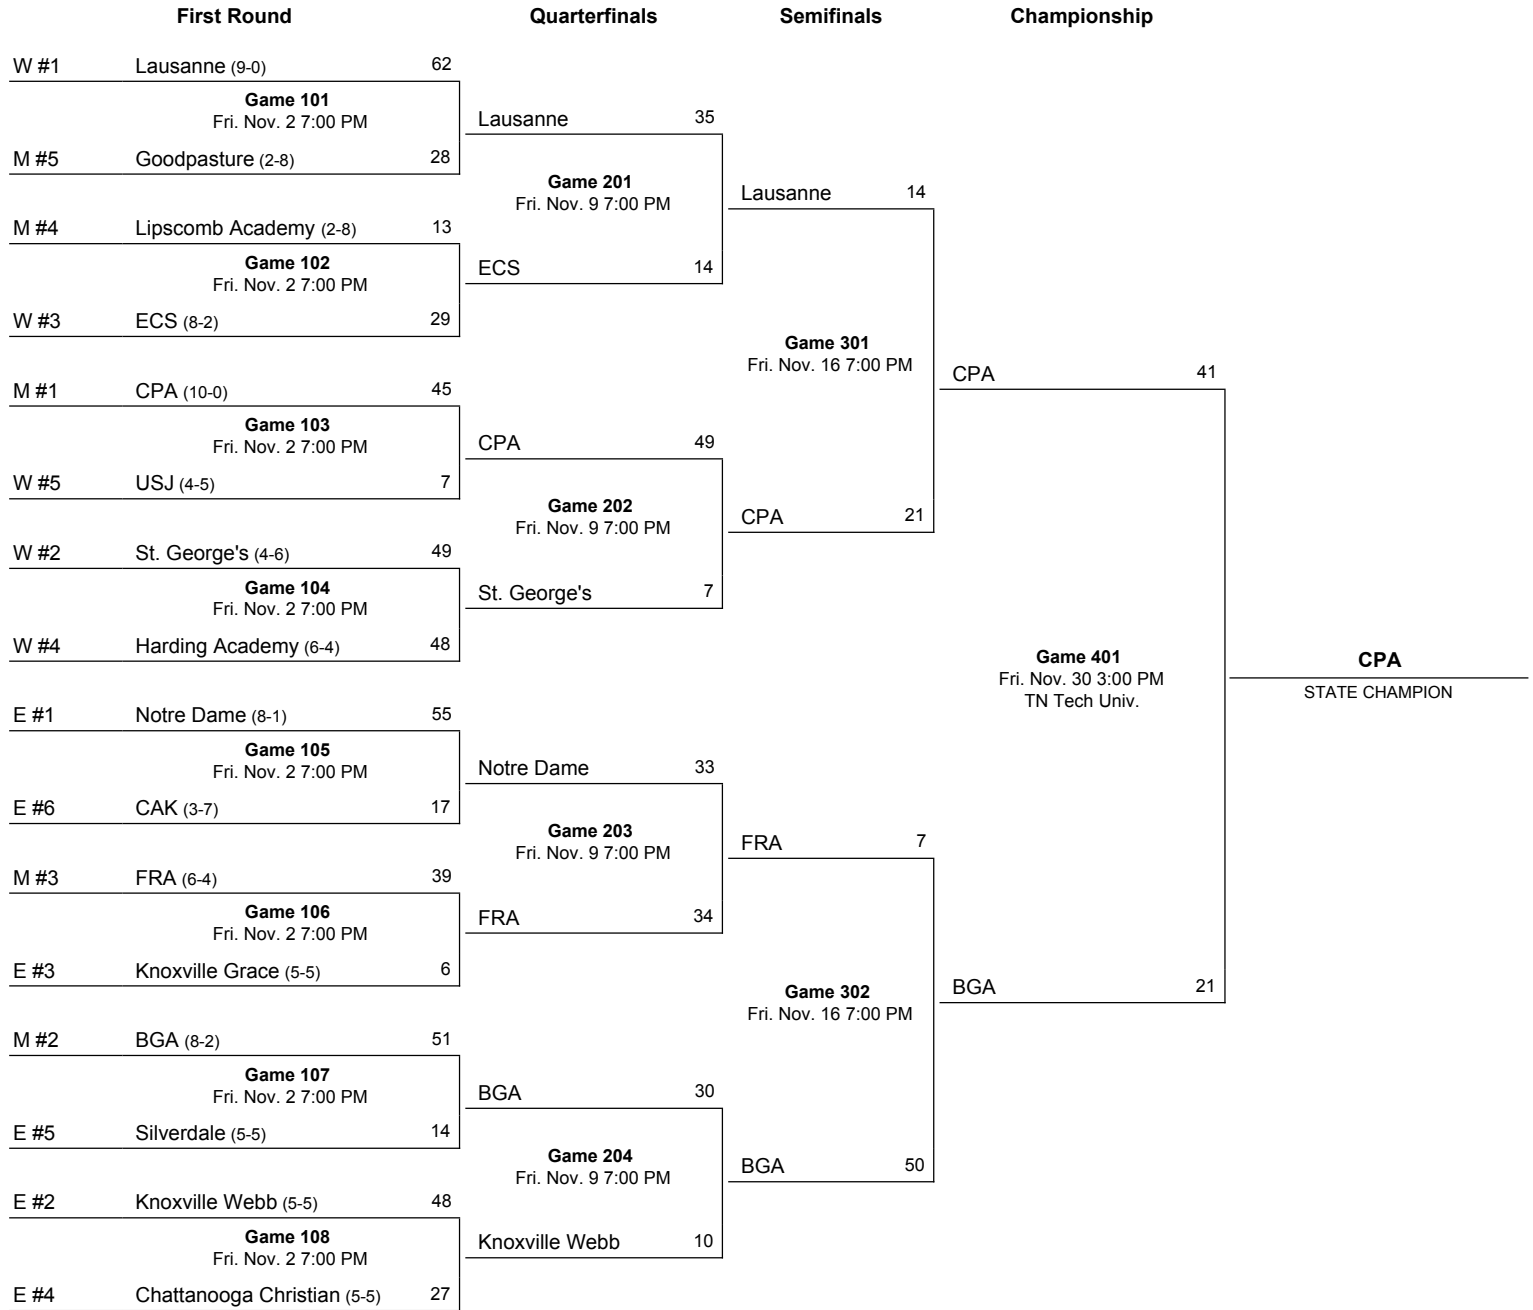 First Round Quarterfinals Semifinals Championship
W #1 Lausanne (9-0) 62
Game 101
Fri. Nov. 2 7:00 PM
M #5 Goodpasture (2-8) 28
M #4 Lipscomb Academy (2-8) 13
Game 102
Fri. Nov. 2 7:00 PM
W #3 ECS (8-2) 29
M #1 CPA (10-0) 45
Game 103
Fri. Nov. 2 7:00 PM
W #5 USJ (4-5) 7
W #2 St. George's (4-6) 49
Game 104
Fri. Nov. 2 7:00 PM
W #4 Harding Academy (6-4) 48
E #1 Notre Dame (8-1) 55
Game 105
Fri. Nov. 2 7:00 PM
E #6 CAK (3-7) 17
M #3 FRA (6-4) 39
Game 106
Fri. Nov. 2 7:00 PM
E #3 Knoxville Grace (5-5) 6
M #2 BGA (8-2) 51
Game 107
Fri. Nov. 2 7:00 PM
E #5 Silverdale (5-5) 14
E #2 Knoxville Webb (5-5) 48
Game 108
Fri. Nov. 2 7:00 PM
E #4 Chattanooga Christian (5-5) 27
Lausanne 35
Game 201
Fri. Nov. 9 7:00 PM
ECS 14
CPA 49
Game 202
Fri. Nov. 9 7:00 PM
St. George's 7
Notre Dame 33
Game 203
Fri. Nov. 9 7:00 PM
FRA 34
BGA 30
Game 204
Fri. Nov. 9 7:00 PM
Knoxville Webb 10
Lausanne 14
Game 301
Fri. Nov. 16 7:00 PM
CPA 21
FRA 7
Game 302
Fri. Nov. 16 7:00 PM
BGA 50
CPA 41
Game 401
Fri. Nov. 30 3:00 PM
TN Tech Univ.
BGA 21
CPA
STATE CHAMPION